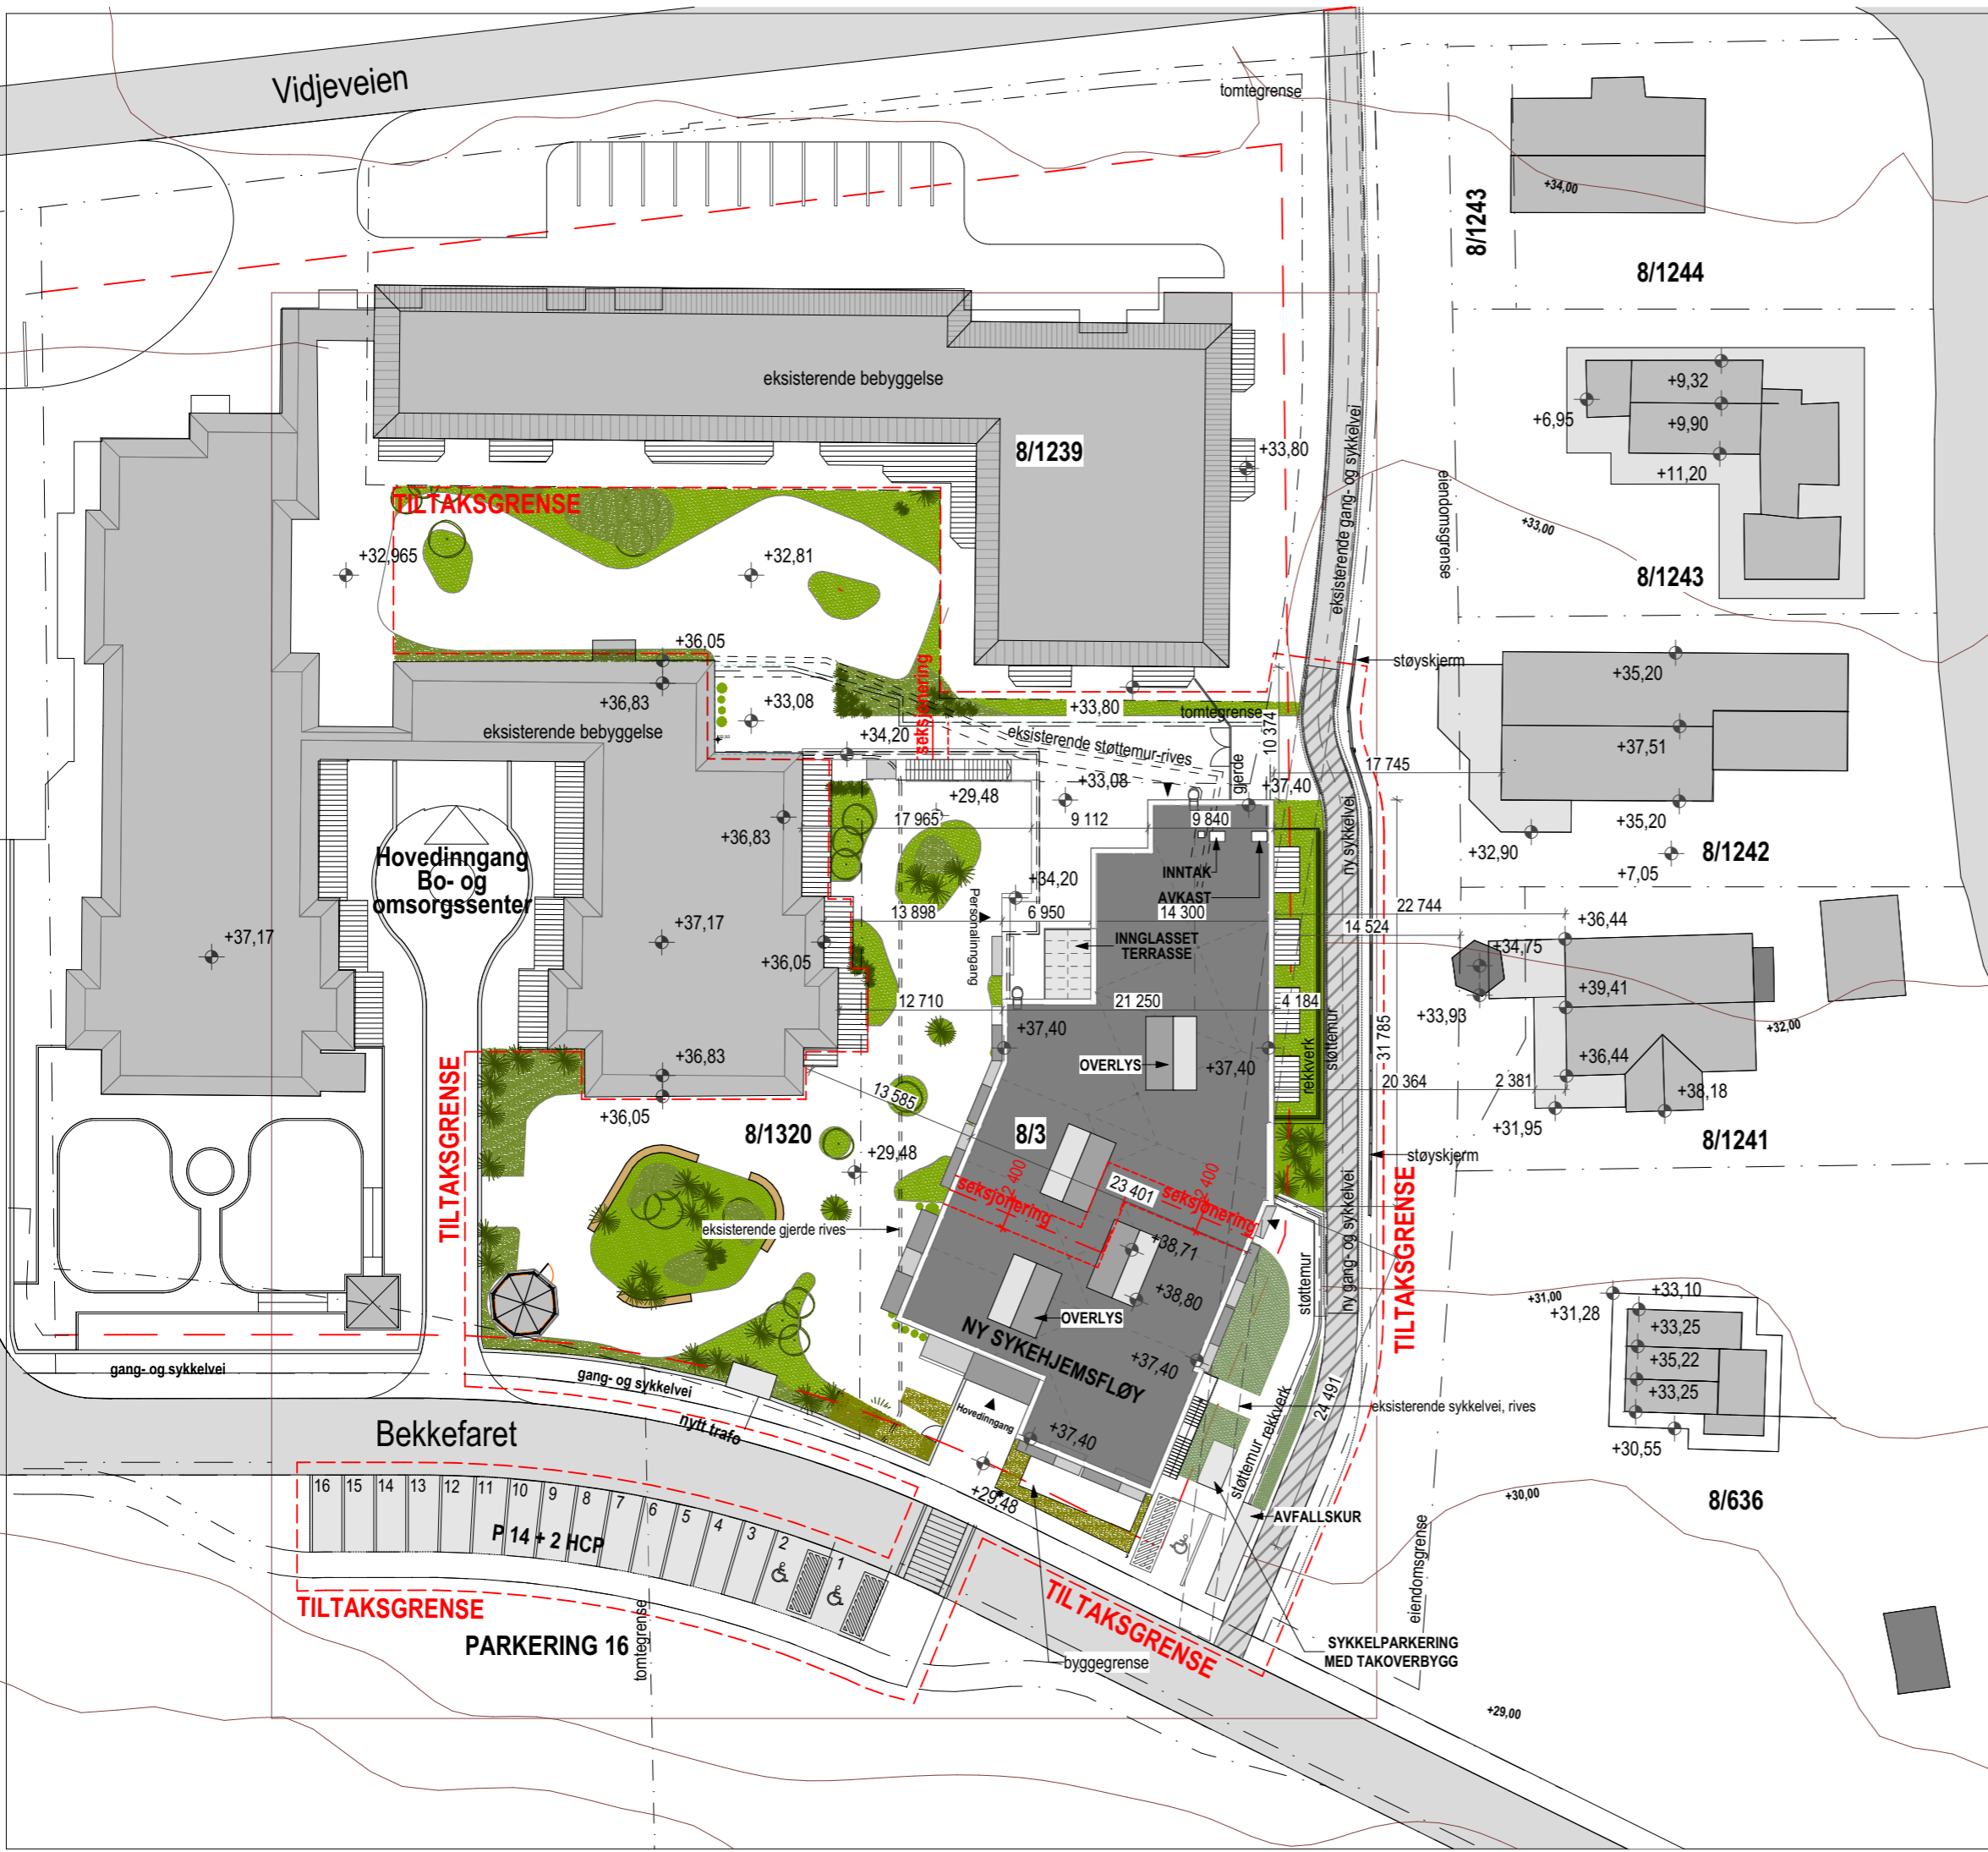 Vidjeveien
tomtegrense
+34,00
8/1243
8/1244
eksisterende bebyggelse
8/1239
+33,80
eksisterende gang- og sykkelvei
eiendomsgrense
+9,32
+6,95
+9,90
+11,20
+33,00
8/1243
TILTAKSGRENSE
+32,965
+32,81
+36,05
+36,83
eksisterende bebyggelse
+33,08
+34,20
seksjonering
+33,80
tomtegrense
eksisterende støttemur-rives
gjerde
10 374
støyskjerm
+35,20
+37,51
17 745
+35,20
+32,90
+7,05
8/1242
+29,48
+33,08
+37,40
17 965
9 112
9 840
ny sykkelvei
+36,83
Hovedinngang
Bo- og
omsorgssenter
INNTAK
AVKAST
+34,20
Personalinngang
13 898
6 950
14 300
22 744
14 524
INNGLASSET
TERRASSE
+37,17
+37,17
+36,05
+36,44
+34,75
+39,41
+33,93
+32,00
12 710
21 250
4 184
støttemur
31 785
+37,40
OVERLYS
+37,40
rekkverk
+36,83
+36,05
TILTAKSGRENSE
13 585
20 364
2 381
+36,44
+38,18
+31,95
8/1241
8/1320
8/3
+29,48
støyskjerm
seksjonering
2 400
23 401
seksjonering
2 400
eksisterende gjerde rives
+38,71
+38,80
OVERLYS
NY SYKEHJEMSFLØY
+37,40
støttemur
ny gang- og sykkelvei
TILTAKSGRENSE
+31,00
+31,28
+33,10
+33,25
+35,22
+33,25
+30,55
8/636
gang- og sykkelvei
gang- og sykkelvei
nytt trafo
Bekkefaret
Hovedinngang
+37,40
+29,48
støttemur
rekkverk
24 491
eksisterende sykkelvei, rives
AVFALLSKUR
+30,00
eiendomsgrense
16
15
14
13
12
11
10
9
8
7
6
5
4
3
2
1
P 14 + 2 HCP
TILTAKSGRENSE
PARKERING 16
tomtegrense
TILTAKSGRENSE
byggegrense
SYKKELPARKERING
MED TAKOVERBYGG
+29,00